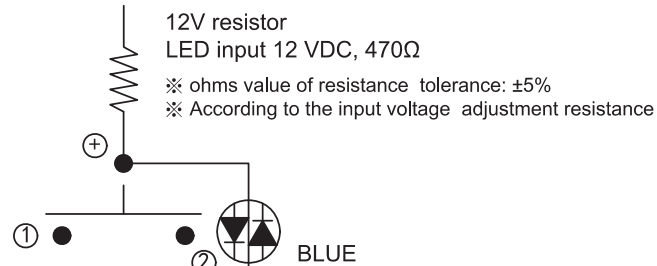 12V resistor
LED input 12 VDC, 470Ω
※ ohms value of resistance tolerance: ±5%
※ According to the input voltage adjustment resistance
+
① ②
BLUE